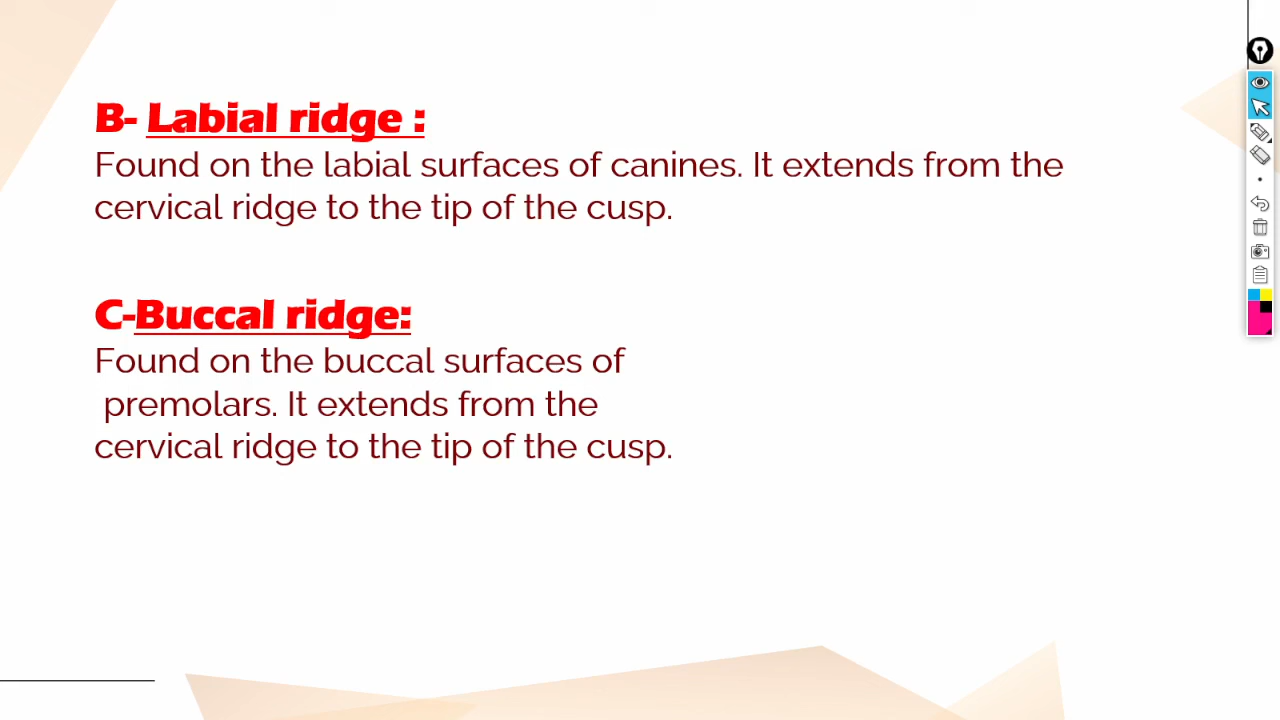 B- Labial ridge :
Found on the labial surfaces of canines. It extends from the
cervical ridge to the tip of the cusp.
C-Buccal ridge:
Found on the buccal surfaces of
premolars. It extends from the
cervical ridge to the tip of the cusp.